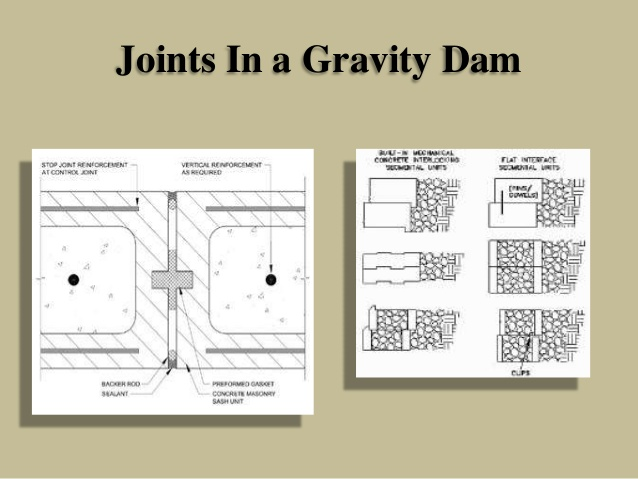 Joints In a Gravity Dam
STOP JOINT REINFORCEMENT
AT CONTROL JOINT
VERTICAL REINFORCEMENT
AS REQUIRED
BACKER ROD
SEALANT
PREFORMED GASKET
CONCRETE MASONRY
SASH UNIT
BUILT-IN MECHANICAL
CONCRETE INTERLOCKING
SEGMENTAL UNITS
FLAT INTERFACE
SEGMENTAL UNITS
(PINS/
DOWELS)
CLIPS